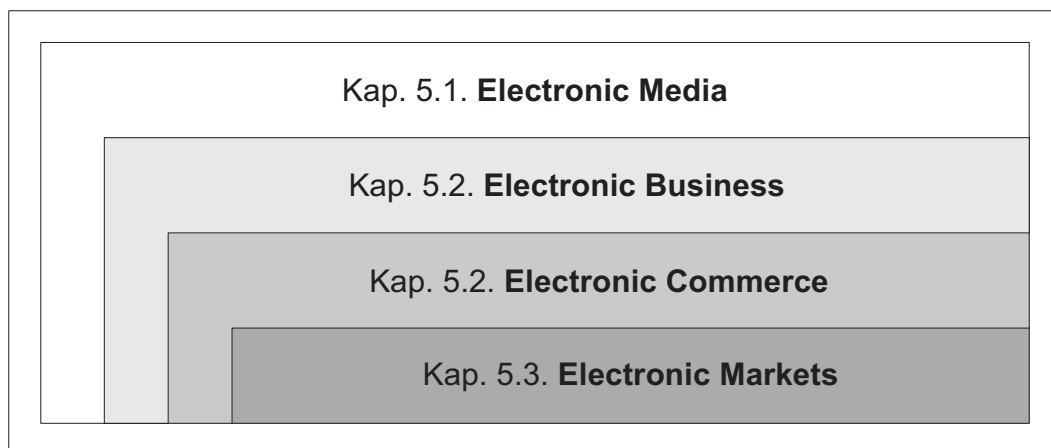 Kap. 5.1. Electronic Media
Kap. 5.2. Electronic Business
Kap. 5.2. Electronic Commerce
Kap. 5.3. Electronic Markets